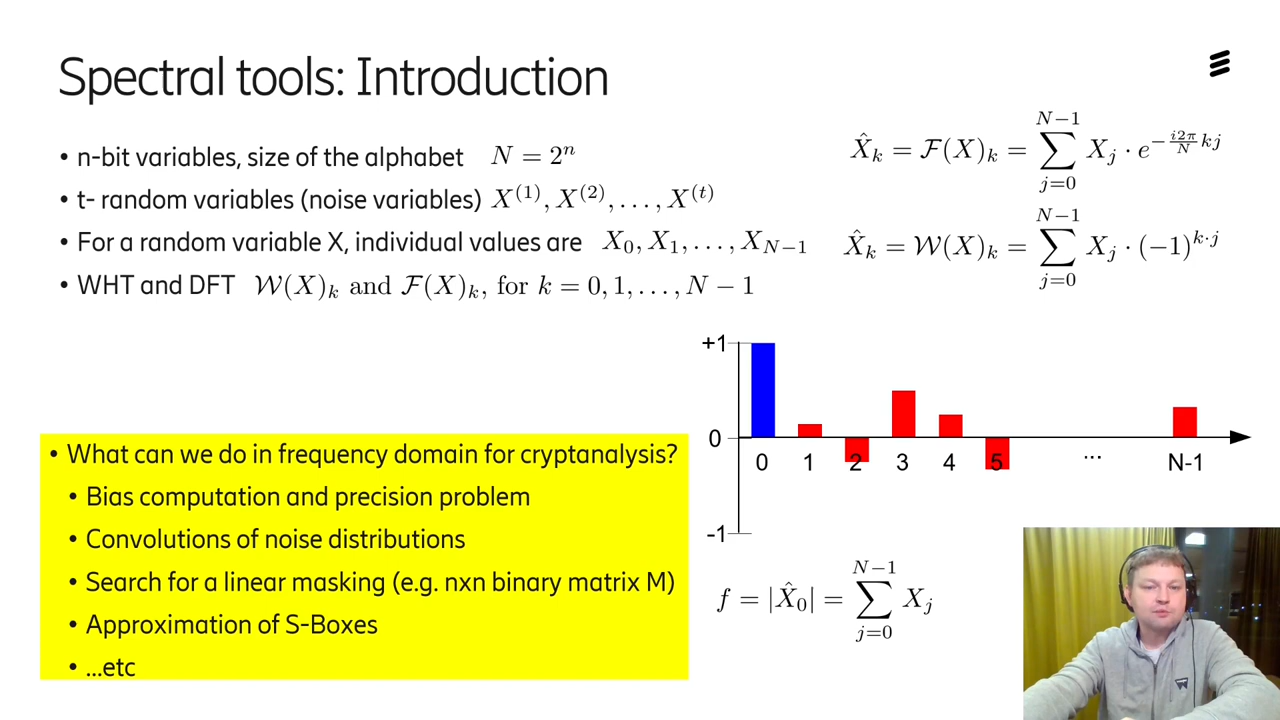 Spectral tools: Introduction
• n-bit variables, size of the alphabet N = 2^n
• t- random variables (noise variables) X^(1), X^(2), . . . , X^(t)
• For a random variable X, individual values are X_0, X_1, . . . , X_{N−1}
• WHT and DFT W(X)_k and F(X)_k, for k = 0, 1, . . . , N − 1
X̂_k = F(X)_k = ∑_{j=0}^{N−1} X_j · e^{−\frac{i2π}{N} kj}
X̂_k = W(X)_k = ∑_{j=0}^{N−1} X_j · (−1)^{k·j}
+1
0
0 1 2 3 4 5 ... N-1
-1
f = |X̂_0| = ∑_{j=0}^{N−1} X_j
• What can we do in frequency domain for cryptanalysis?
• Bias computation and precision problem
• Convolutions of noise distributions
• Search for a linear masking (e.g. nxn binary matrix M)
• Approximation of S-Boxes
• ...etc